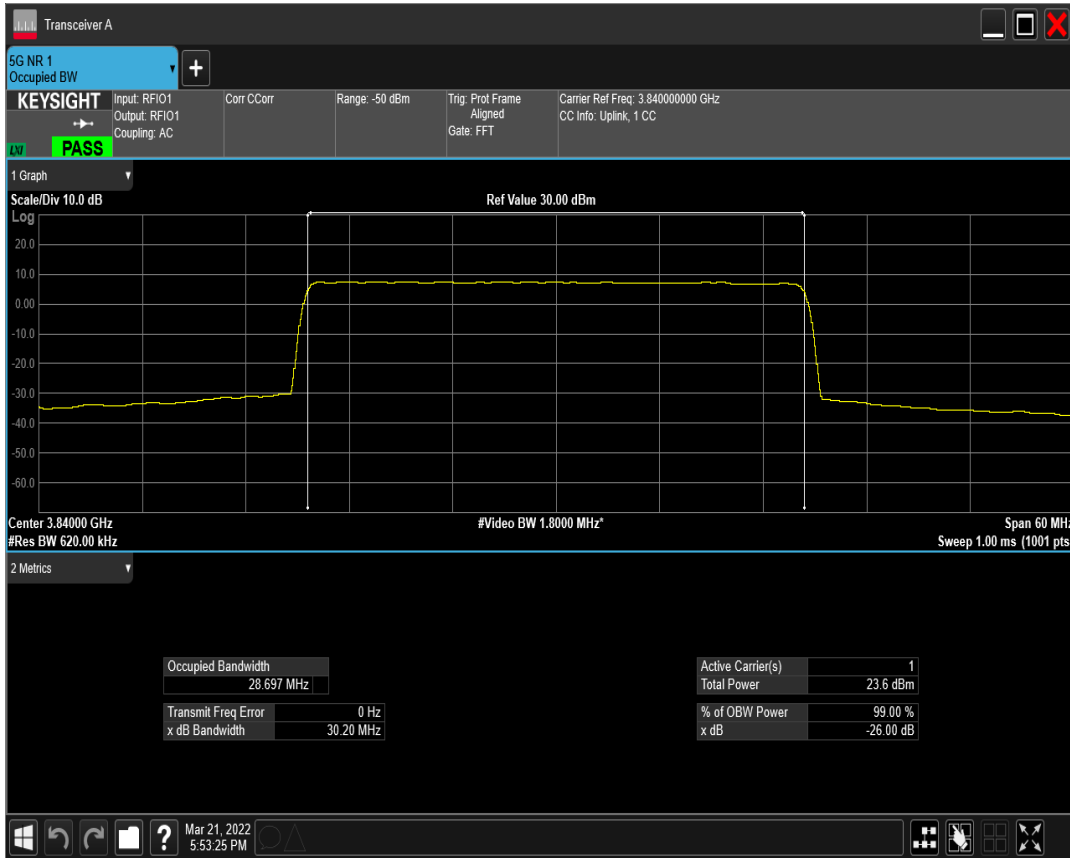 Transceiver A
5G NR 1
Occupied BW
+
KEYSIGHT
LXI
PASS
Input: RFIO1
Output: RFIO1
Coupling: AC
Corr CCorr
Range: -50 dBm
Trig: Prot Frame
Aligned
Gate: FFT
Carrier Ref Freq: 3.840000000 GHz
CC Info: Uplink, 1 CC
1 Graph
Scale/Div 10.0 dB
Ref Value 30.00 dBm
Log
20.0
10.0
0.00
-10.0
-20.0
-30.0
-40.0
-50.0
-60.0
Center 3.84000 GHz
#Video BW 1.8000 MHz*
Span 60 MHz
#Res BW 620.00 kHz
Sweep 1.00 ms (1001 pts
2 Metrics
Occupied Bandwidth
28.697 MHz
Transmit Freq Error 0 Hz
x dB Bandwidth 30.20 MHz
Active Carrier(s) 1
Total Power 23.6 dBm
% of OBW Power 99.00 %
x dB -26.00 dB
?
Mar 21, 2022
5:53:25 PM